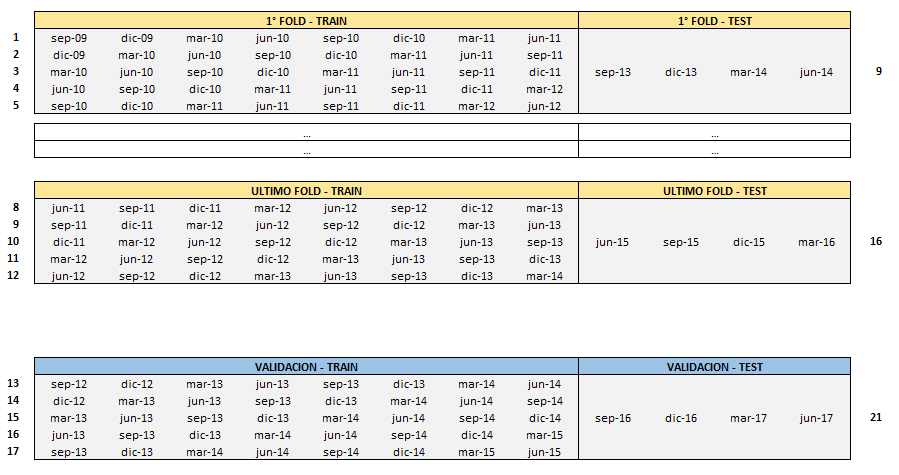 1° FOLD - TRAIN 1° FOLD - TEST
1 sep-09 dic-09 mar-10 jun-10 sep-10 dic-10 mar-11 jun-11
2 dic-09 mar-10 jun-10 sep-10 dic-10 mar-11 jun-11 sep-11
3 mar-10 jun-10 sep-10 dic-10 mar-11 jun-11 sep-11 dic-11 sep-13 dic-13 mar-14 jun-14 9
4 jun-10 sep-10 dic-10 mar-11 jun-11 sep-11 dic-11 mar-12
5 sep-10 dic-10 mar-11 jun-11 sep-11 dic-11 mar-12 jun-12
... ...
... ...
ULTIMO FOLD - TRAIN ULTIMO FOLD - TEST
8 jun-11 sep-11 dic-11 mar-12 jun-12 sep-12 dic-12 mar-13
9 sep-11 dic-11 mar-12 jun-12 sep-12 dic-12 mar-13 jun-13
10 dic-11 mar-12 jun-12 sep-12 dic-12 mar-13 jun-13 sep-13 jun-15 sep-15 dic-15 mar-16 16
11 mar-12 jun-12 sep-12 dic-12 mar-13 jun-13 sep-13 dic-13
12 jun-12 sep-12 dic-12 mar-13 jun-13 sep-13 dic-13 mar-14
VALIDACION - TRAIN VALIDACION - TEST
13 sep-12 dic-12 mar-13 jun-13 sep-13 dic-13 mar-14 jun-14
14 dic-12 mar-13 jun-13 sep-13 dic-13 mar-14 jun-14 sep-14
15 mar-13 jun-13 sep-13 dic-13 mar-14 jun-14 sep-14 dic-14 sep-16 dic-16 mar-17 jun-17 21
16 jun-13 sep-13 dic-13 mar-14 jun-14 sep-14 dic-14 mar-15
17 sep-13 dic-13 mar-14 jun-14 sep-14 dic-14 mar-15 jun-15